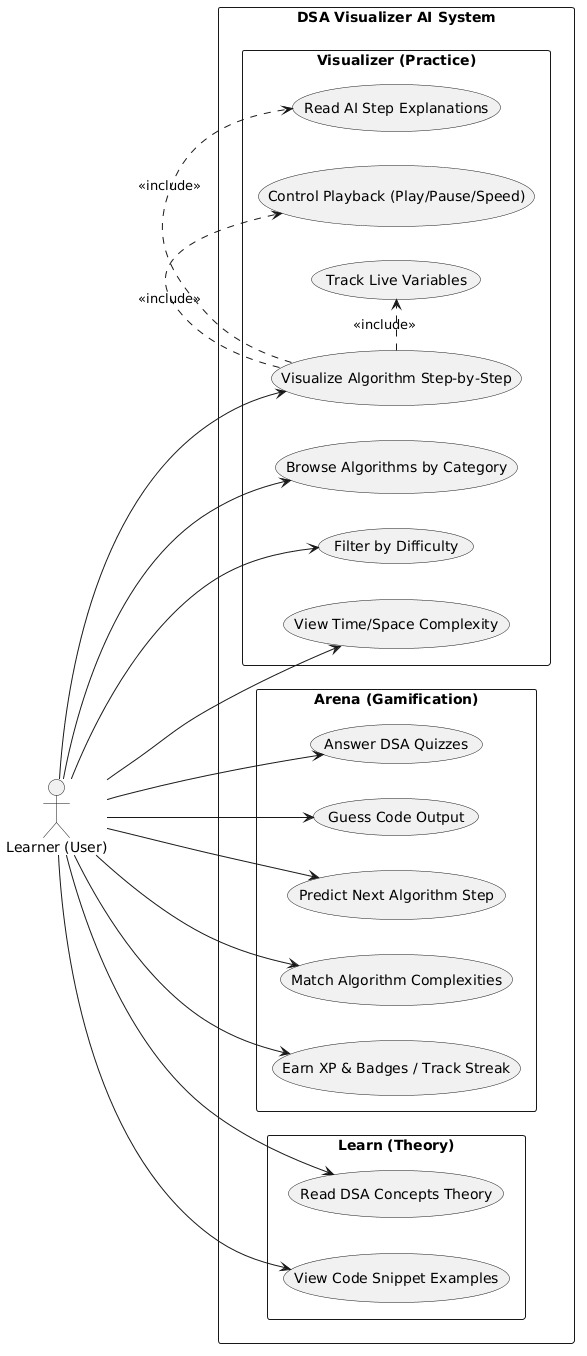 DSA Visualizer AI System
Visualizer (Practice)
Read AI Step Explanations
«include»
Control Playback (Play/Pause/Speed)
Track Live Variables
«include»
«include»
Visualize Algorithm Step-by-Step
Browse Algorithms by Category
Filter by Difficulty
View Time/Space Complexity
Arena (Gamification)
Answer DSA Quizzes
Guess Code Output
Learner (User)
Predict Next Algorithm Step
Match Algorithm Complexities
Earn XP & Badges / Track Streak
Learn (Theory)
Read DSA Concepts Theory
View Code Snippet Examples